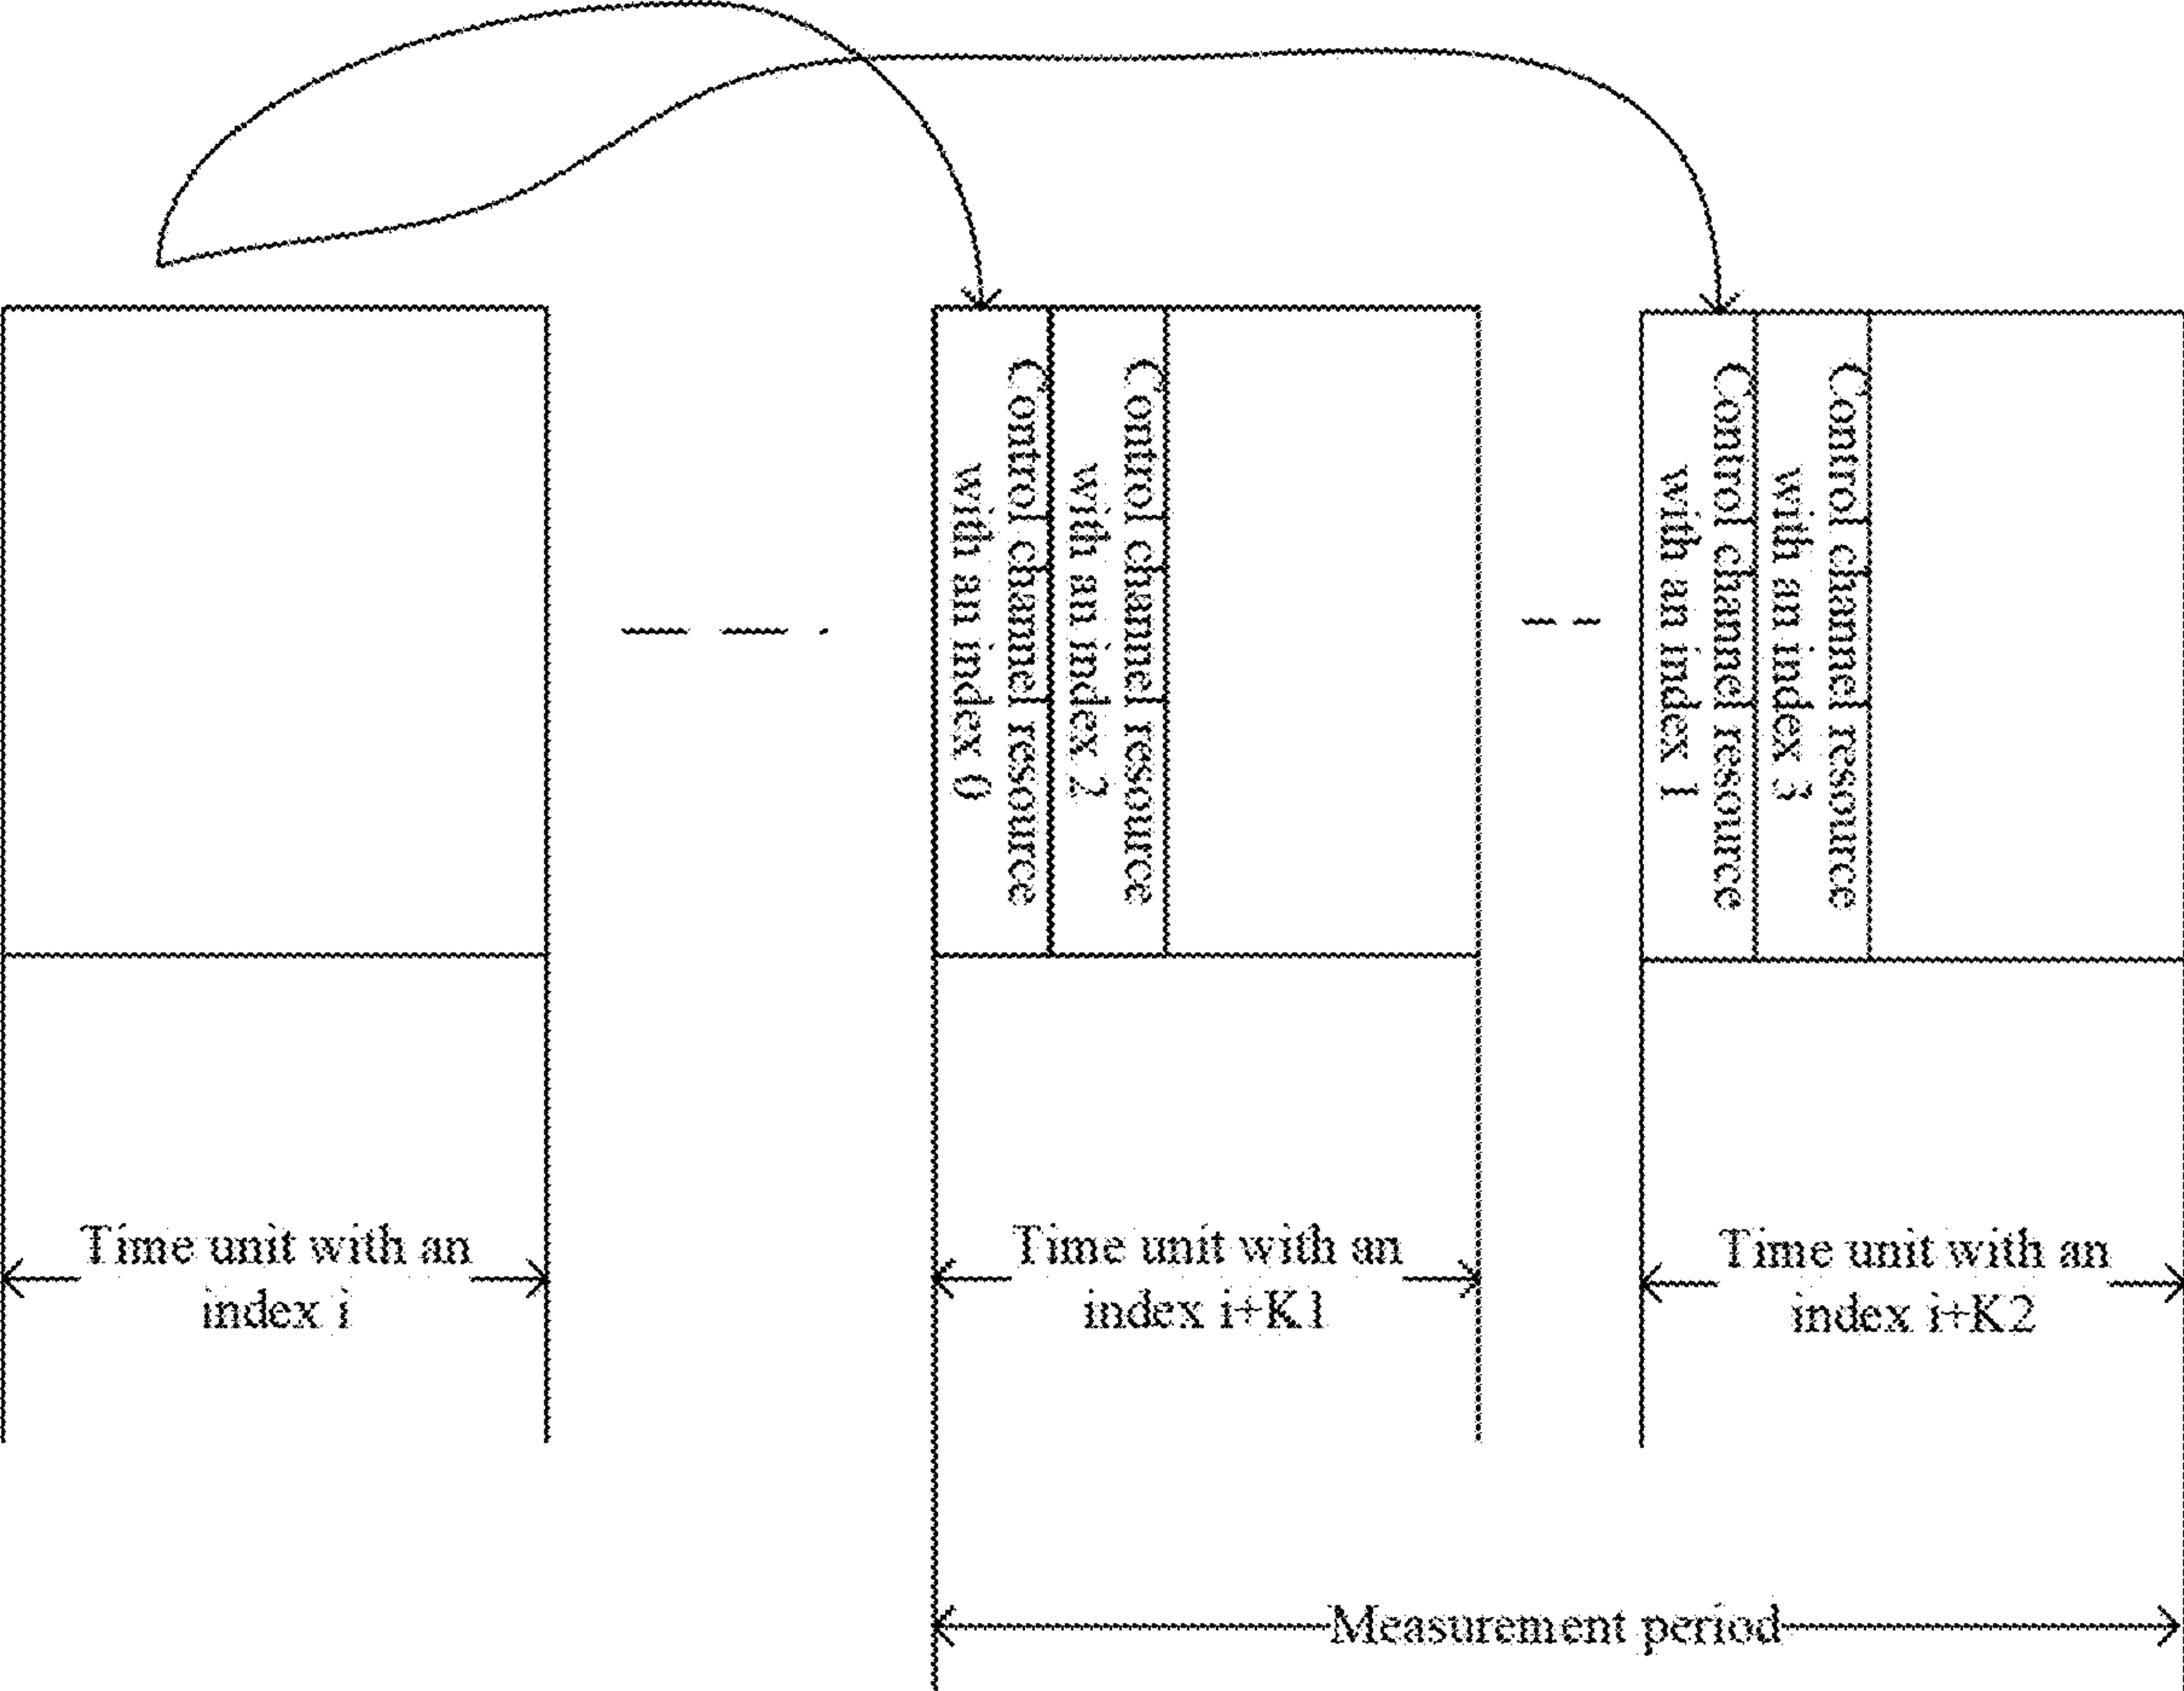 Control channel resource
with an index 0
Control channel resource
with an index 2
Control channel resource
with an index 1
Control channel resource
with an index 3
Time unit with an
index i
Time unit with an
index i+K1
Time unit with an
index i+K2
Measurement period